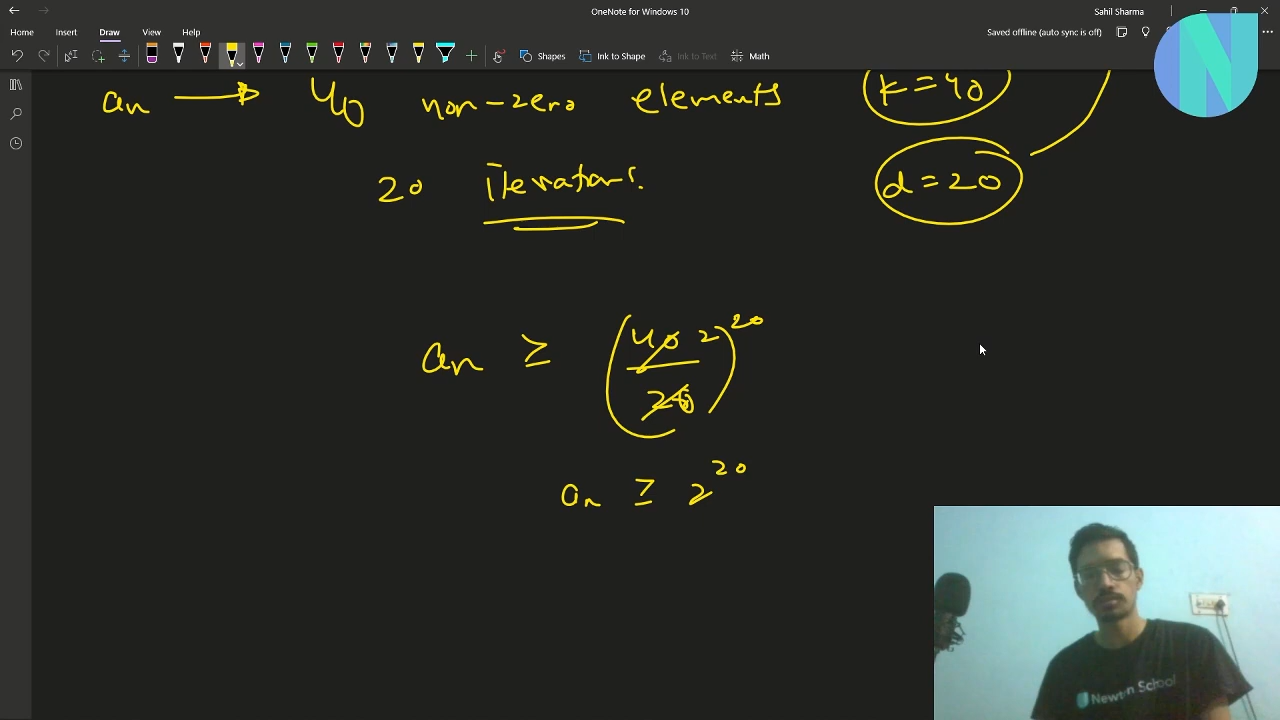 OneNote for Windows 10
Sahil Sharma
Home Insert Draw View Help
Saved offline (auto sync is off)
Shapes Ink to Shape Ink to Text Math
an → 40 non-zero elements
k = 40
20 iterations.
d = 20
an ≥ (40/20 2)^20
an ≥ 2^20
Newton School